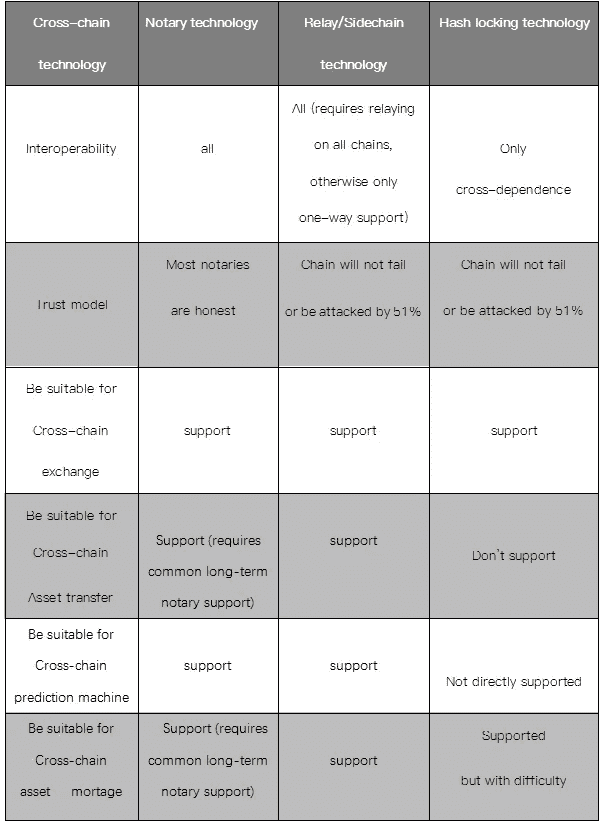 Cross-chain
technology
Notary technology
Relay/Sidechain
technology
Hash locking technology
Interoperability
all
All (requires relaying
on all chains,
otherwise only
one-way support)
Only
cross-dependence
Trust model
Most notaries
are honest
Chain will not fail
or be attacked by 51%
Chain will not fail
or be attacked by 51%
Be suitable for
Cross-chain
exchange
support
support
support
Be suitable for
Cross-chain
Asset transfer
Support (requires
common long-term
notary support)
support
Don't support
Be suitable for
Cross-chain
prediction machine
support
support
Not directly supported
Be suitable for
Cross-chain
asset mortage
Support (requires
common long-term
notary support)
support
Supported
but with difficulty